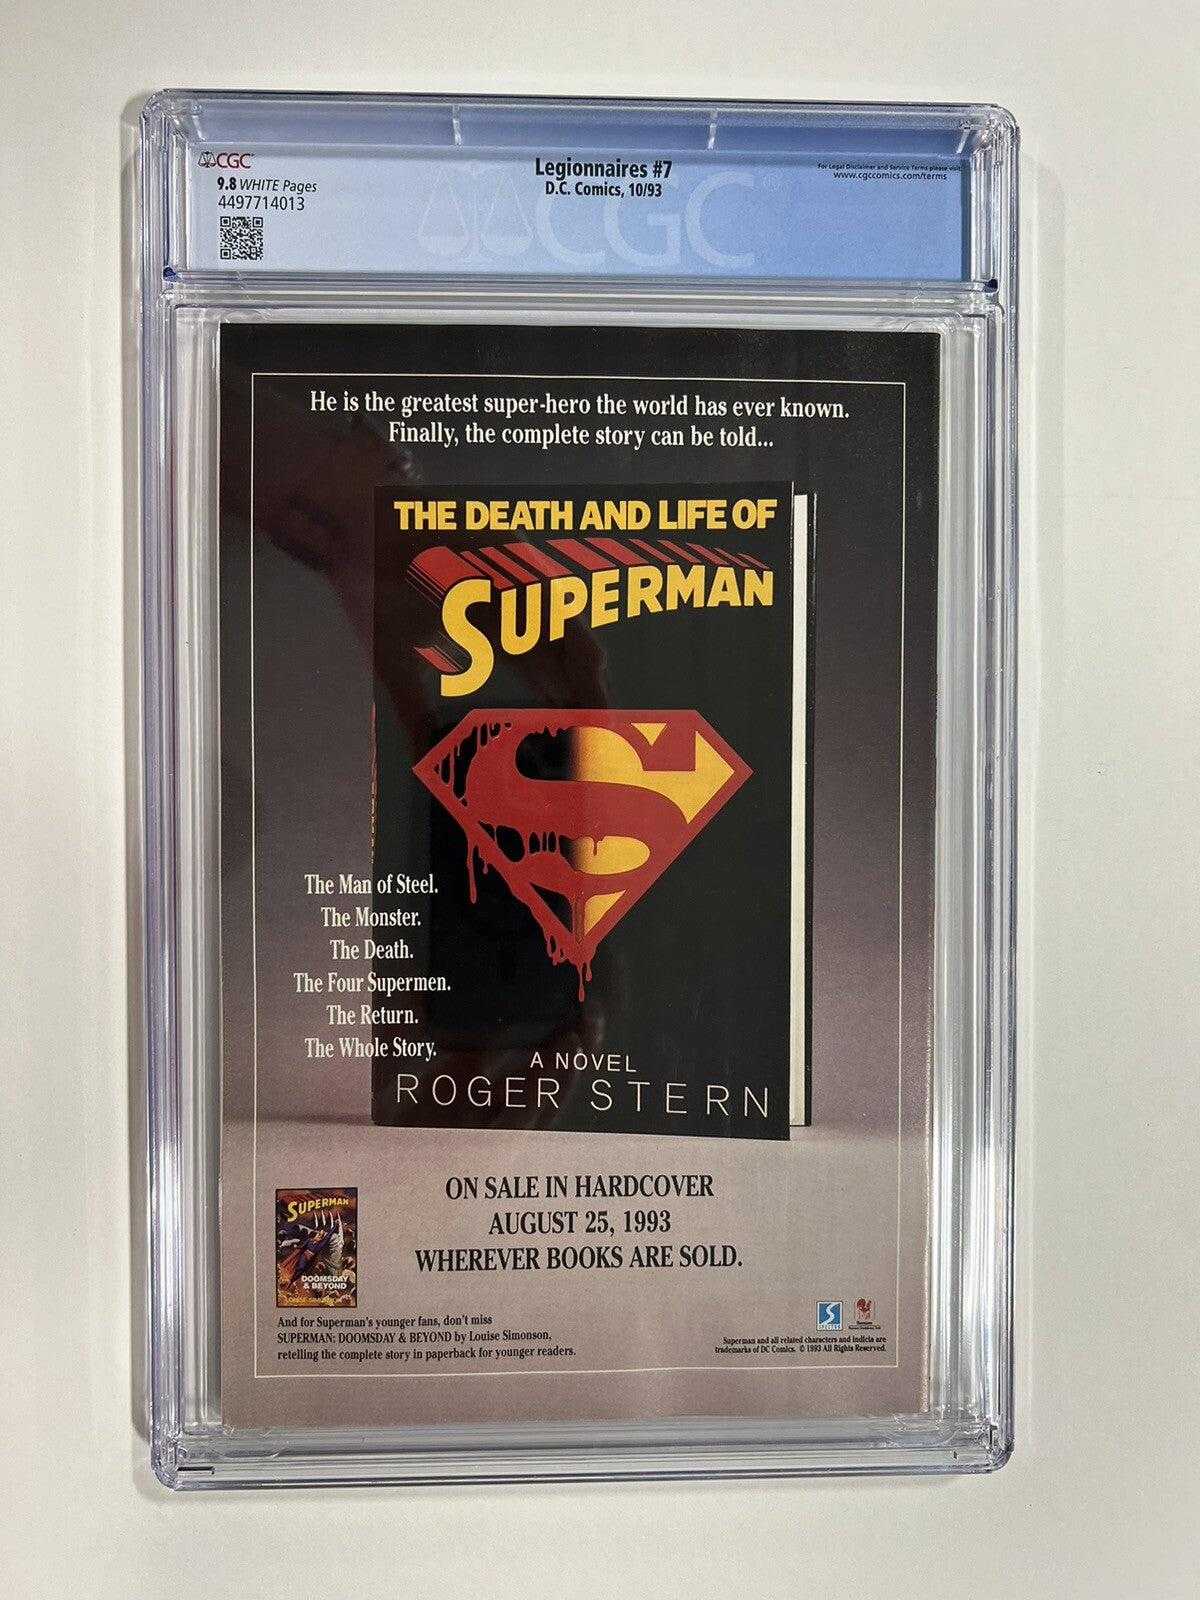 CGC
9.8 WHITE Pages
4497714013
Legionnaires #7
D.C. Comics, 10/93
For Legal Disclaimer and Service Terms please visit
www.cgccomics.com/terms
CGC
He is the greatest super-hero the world has ever known.
Finally, the complete story can be told...
THE DEATH AND LIFE OF
SUPERMAN
The Man of Steel.
The Monster.
The Death.
The Four Supermen.
The Return.
The Whole Story.
A NOVEL
ROGER STERN
ON SALE IN HARDCOVER
AUGUST 25, 1993
WHEREVER BOOKS ARE SOLD.
SUPERMAN
DOOMSDAY
& BEYOND
LOUISE SIMONSON
And for Superman's younger fans, don't miss
SUPERMAN: DOOMSDAY & BEYOND by Louise Simonson,
retelling the complete story in paperback for younger readers.
S
SPECTRA
Bantam
Superman and all related characters and indicia are
trademarks of DC Comics. © 1993 All Rights Reserved.